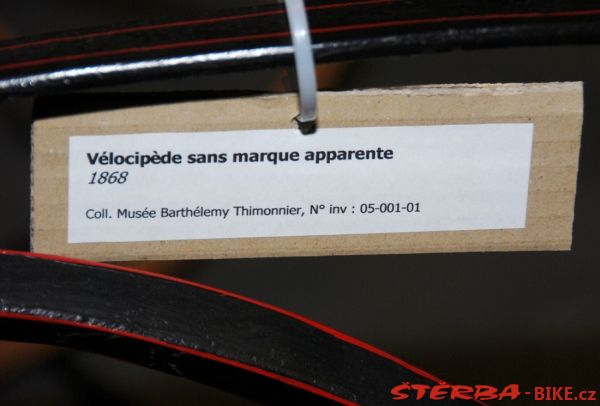 Vélocipède sans marque apparente
1868
Coll. Musée Barthélemy Thimonnier, N° inv : 05-001-01
ŠTĚRBA-BIKE.cz